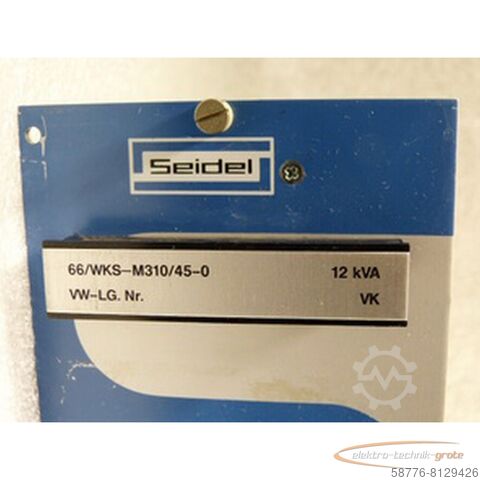 Seidel
66/WKS-M310/45-0 12 kVA
VW-LG. Nr. VK
elektro-technik-grote
58776-8129426